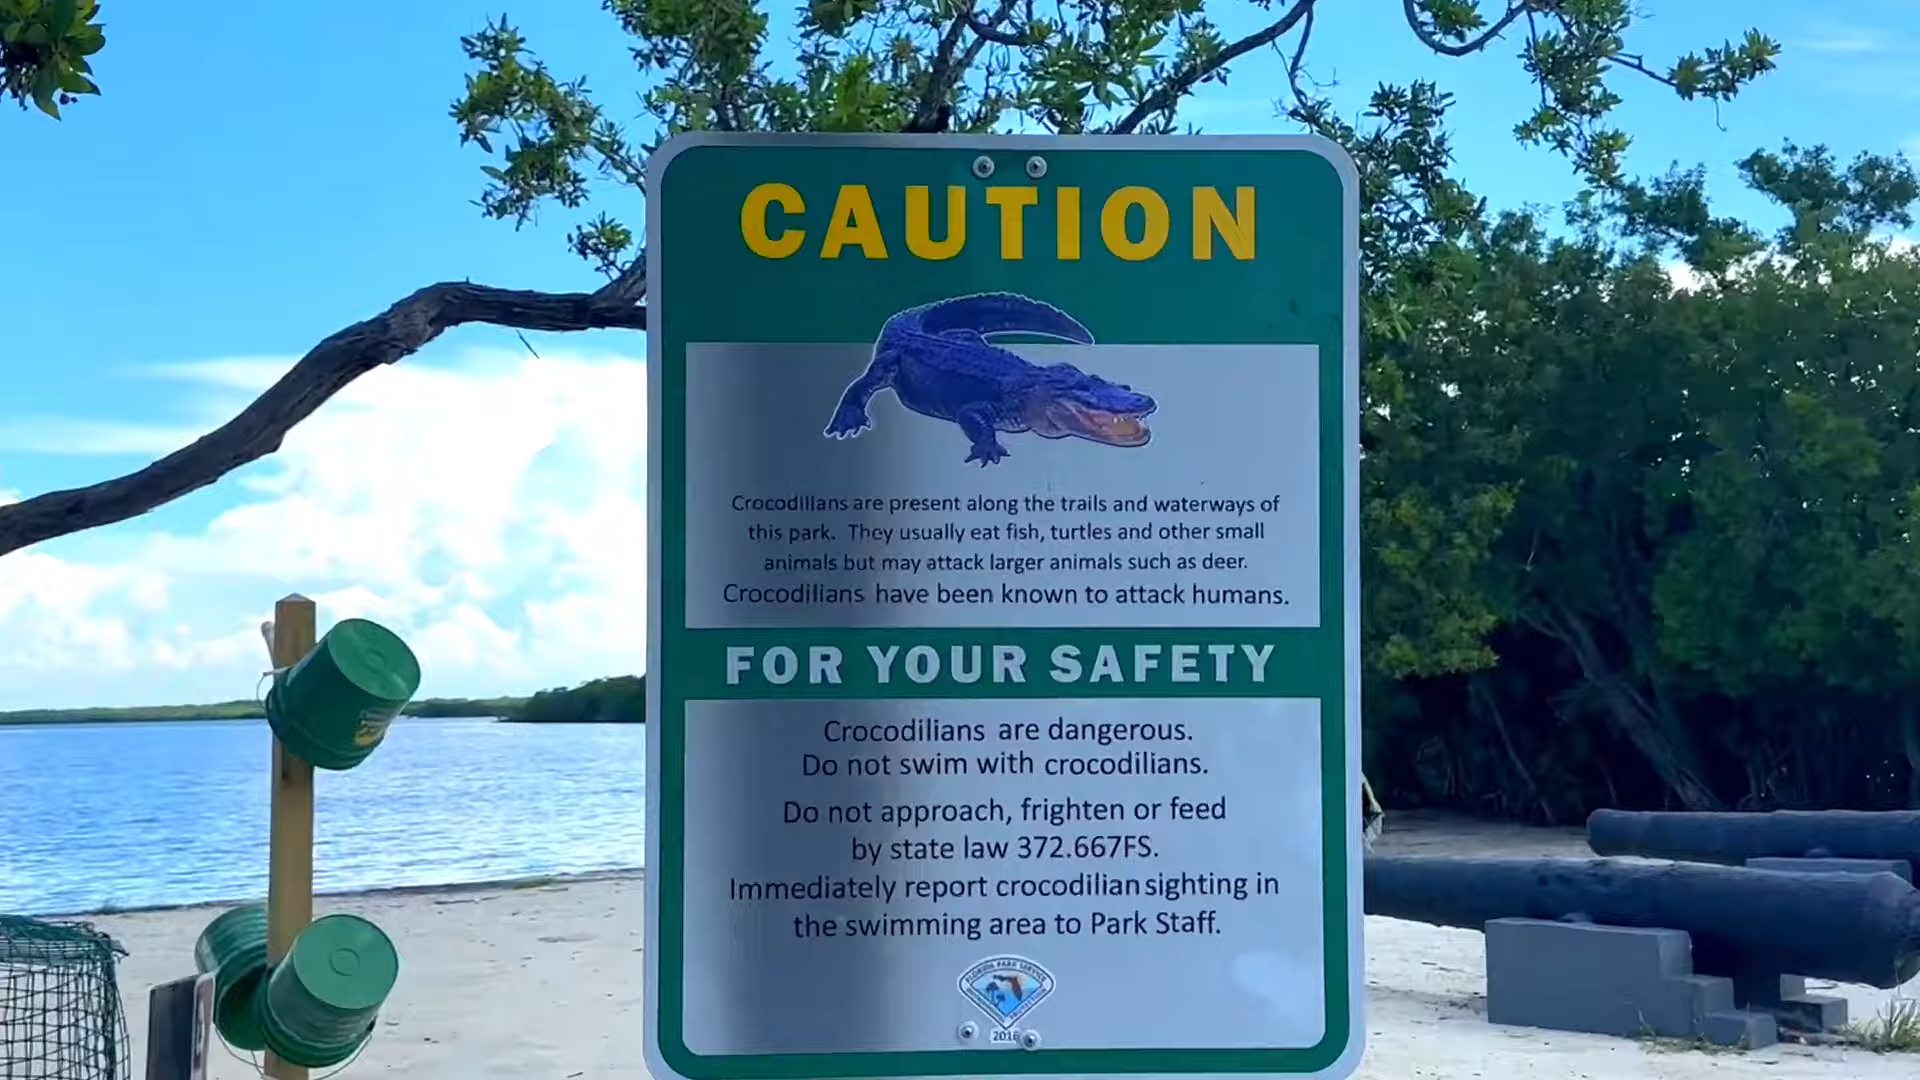 CAUTION
Crocodilians are present along the trails and waterways of
this park. They usually eat fish, turtles and other small
animals but may attack larger animals such as deer.
Crocodilians have been known to attack humans.
FOR YOUR SAFETY
Crocodilians are dangerous.
Do not swim with crocodilians.
Do not approach, frighten or feed
by state law 372.667FS.
Immediately report crocodilian sighting in
the swimming area to Park Staff.
FLORIDA PARK SERVICE
2016